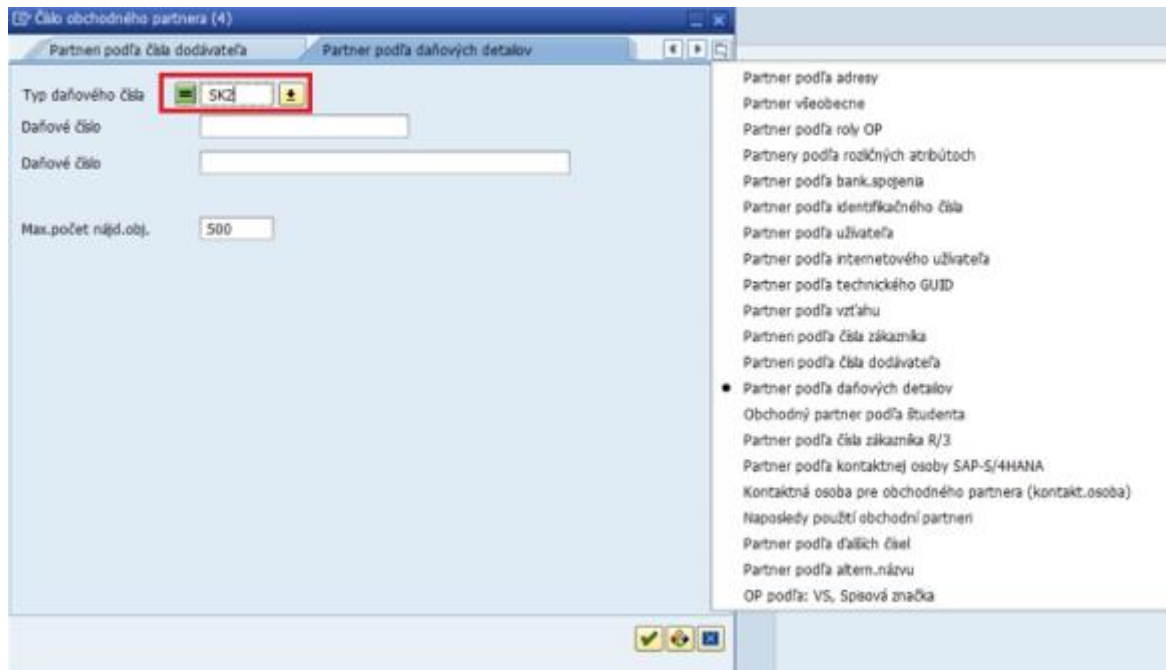 Číslo obchodného partnera (4)
Partneri podľa čísla dodávateľa
Partner podľa daňových detailov
Typ daňového čísla
SK2
Daňové číslo
Daňové číslo
Max.počet nájd.obj.
500
Partner podľa adresy
Partner všeobecne
Partner podľa roly OP
Partnery podľa rozličných atribútoch
Partner podľa bank.spojenia
Partner podľa identifikačného čísla
Partner podľa užívateľa
Partner podľa internetového užívateľa
Partner podľa technického GUID
Partner podľa vzťahu
Partneri podľa čísla zákazníka
Partneri podľa čísla dodávateľa
Partner podľa daňových detailov
Obchodný partner podľa študenta
Partner podľa čísla zákazníka R/3
Partner podľa kontaktnej osoby SAP-S/4HANA
Kontaktná osoba pre obchodného partnera (kontakt.osoba)
Naposledy použití obchodní partneri
Partner podľa ďalších čísel
Partner podľa altern.názvu
OP podľa: VS, Spisová značka